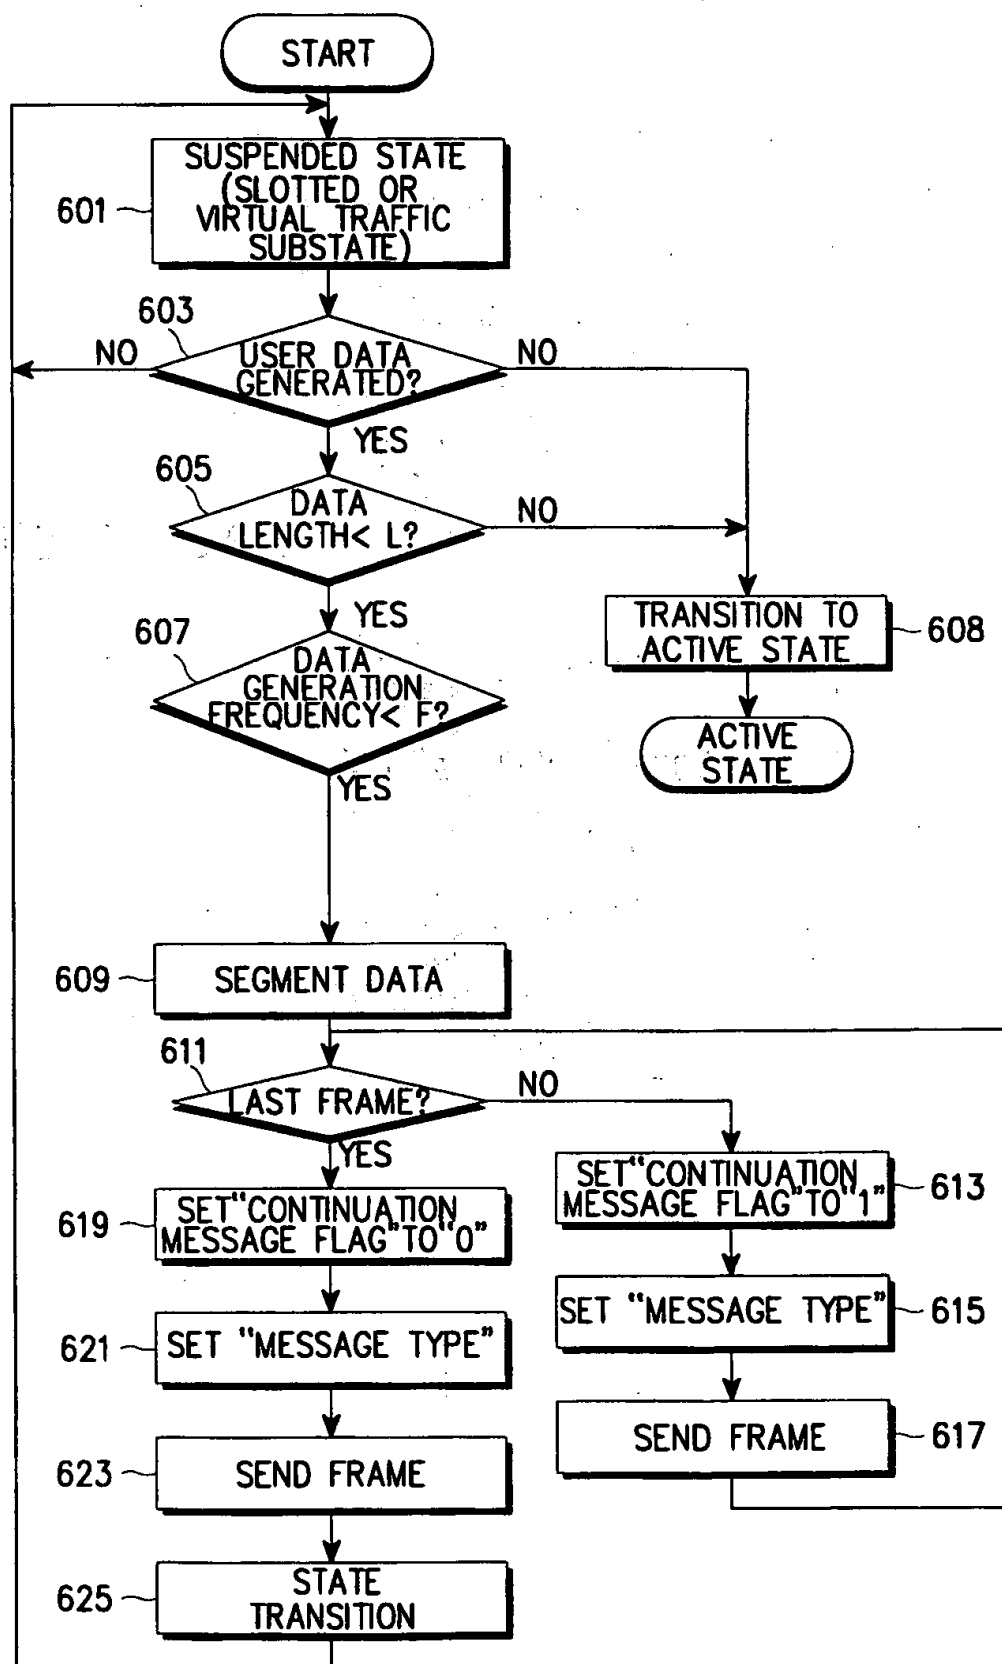 START
SUSPENDED STATE
(SLOTTED OR
VIRTUAL TRAFFIC
SUBSTATE)
601
603
NO
USER DATA
GENERATED?
NO
YES
605
DATA
LENGTH< L?
NO
YES
607
DATA
GENERATION
FREQUENCY< F?
YES
TRANSITION TO
ACTIVE STATE
608
ACTIVE
STATE
609
SEGMENT DATA
611
LAST FRAME?
NO
YES
SET"CONTINUATION
MESSAGE FLAG"TO"1"
613
619
SET"CONTINUATION
MESSAGE FLAG"TO"0"
SET "MESSAGE TYPE"
615
621
SET "MESSAGE TYPE"
SEND FRAME
617
623
SEND FRAME
625
STATE
TRANSITION